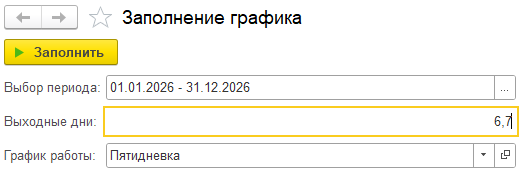 Заполнение графика
Заполнить
Выбор периода: 01.01.2026 - 31.12.2026 ...
Выходные дни: 6,7
График работы: Пятидневка